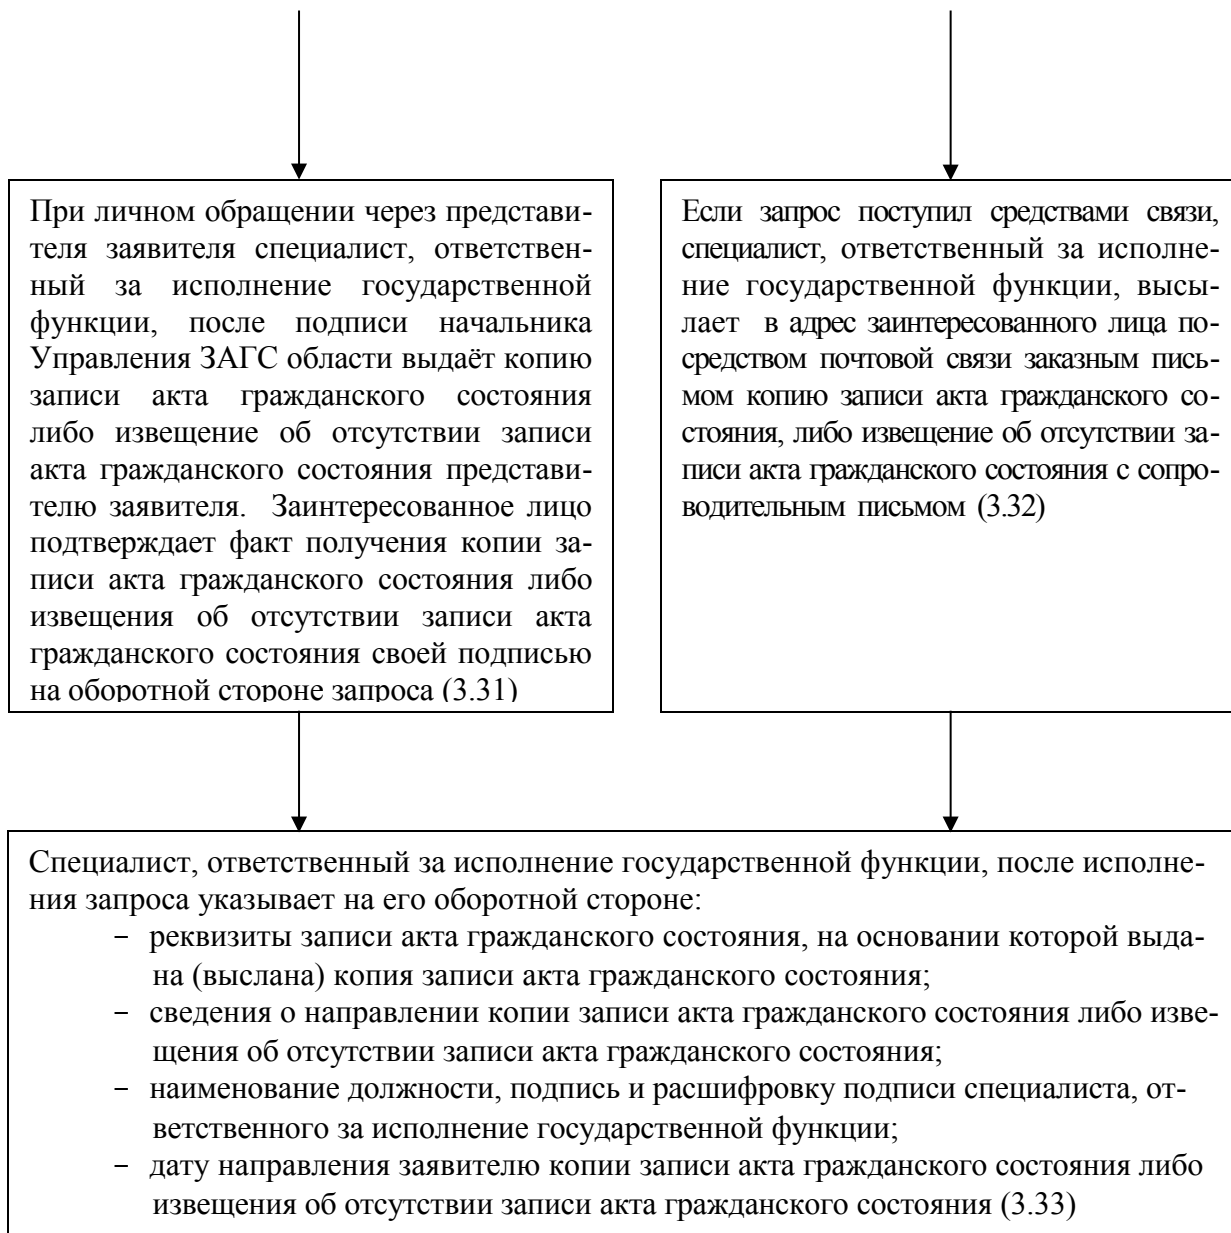 При личном обращении через представи-
теля заявителя специалист, ответствен-
ный за исполнение государственной
функции, после подписи начальника
Управления ЗАГС области выдаёт копию
записи акта гражданского состояния
либо извещение об отсутствии записи
акта гражданского состояния представи-
телю заявителя. Заинтересованное лицо
подтверждает факт получения копии за-
писи акта гражданского состояния либо
извещения об отсутствии записи акта
гражданского состояния своей подписью
на оборотной стороне запроса (3.31)
Если запрос поступил средствами связи,
специалист, ответственный за исполне-
ние государственной функции, высы-
лает в адрес заинтересованного лица по-
средством почтовой связи заказным пись-
мом копию записи акта гражданского со-
стояния, либо извещение об отсутствии за-
писи акта гражданского состояния с сопро-
водительным письмом (3.32)
Специалист, ответственный за исполнение государственной функции, после исполне-
ния запроса указывает на его оборотной стороне:
- реквизиты записи акта гражданского состояния, на основании которой выда-
на (выслана) копия записи акта гражданского состояния;
- сведения о направлении копии записи акта гражданского состояния либо изве-
щения об отсутствии записи акта гражданского состояния;
- наименование должности, подпись и расшифровку подписи специалиста, от-
ветственного за исполнение государственной функции;
- дату направления заявителю копии записи акта гражданского состояния либо
извещения об отсутствии записи акта гражданского состояния (3.33)